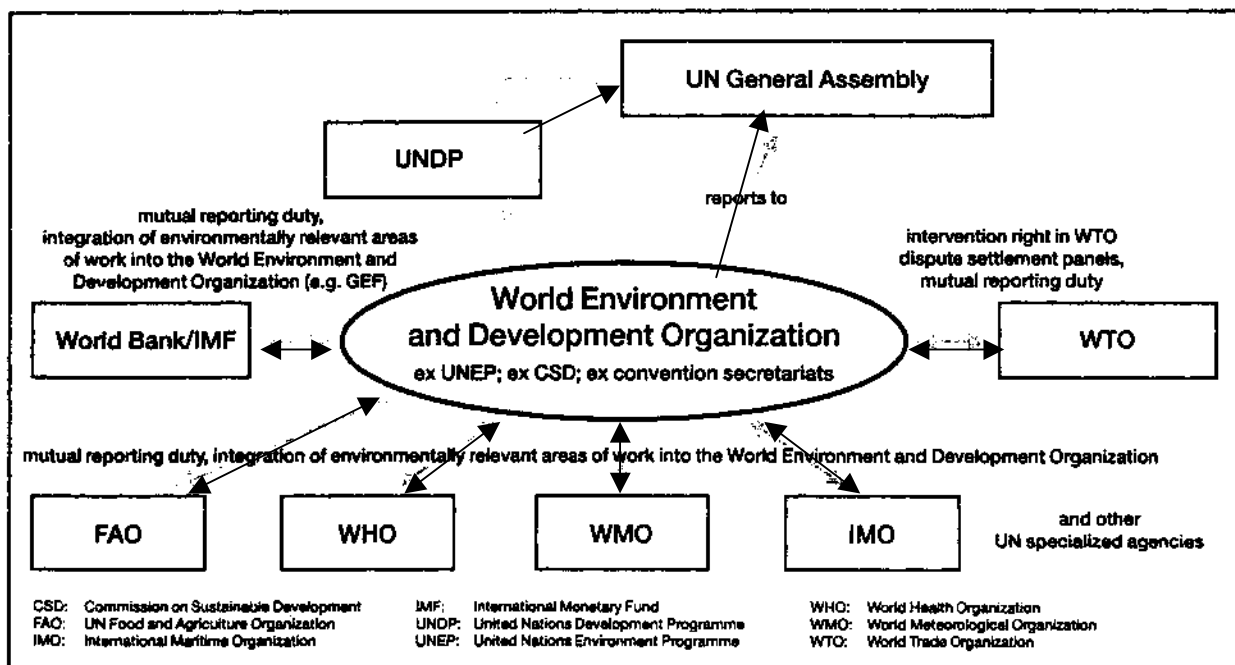 UN General Assembly
UNDP
reports to
mutual reporting duty,
integration of environmentally relevant areas
of work into the World Environment and
Development Organization (e.g. GEF)
intervention right in WTO
dispute settlement panels,
mutual reporting duty
World Environment
and Development Organization
ex UNEP; ex CSD; ex convention secretariats
World Bank/IMF
WTO
mutual reporting duty, integration of environmentally relevant areas of work into the World Environment and Development Organization
FAO
WHO
WMO
IMO
and other
UN specialized agencies
CSD: Commission on Sustainable Development
FAO: UN Food and Agriculture Organization
IMO: International Maritime Organization
IMF: International Monetary Fund
UNDP: United Nations Development Programme
UNEP: United Nations Environment Programme
WHO: World Health Organization
WMO: World Meteorological Organization
WTO: World Trade Organization